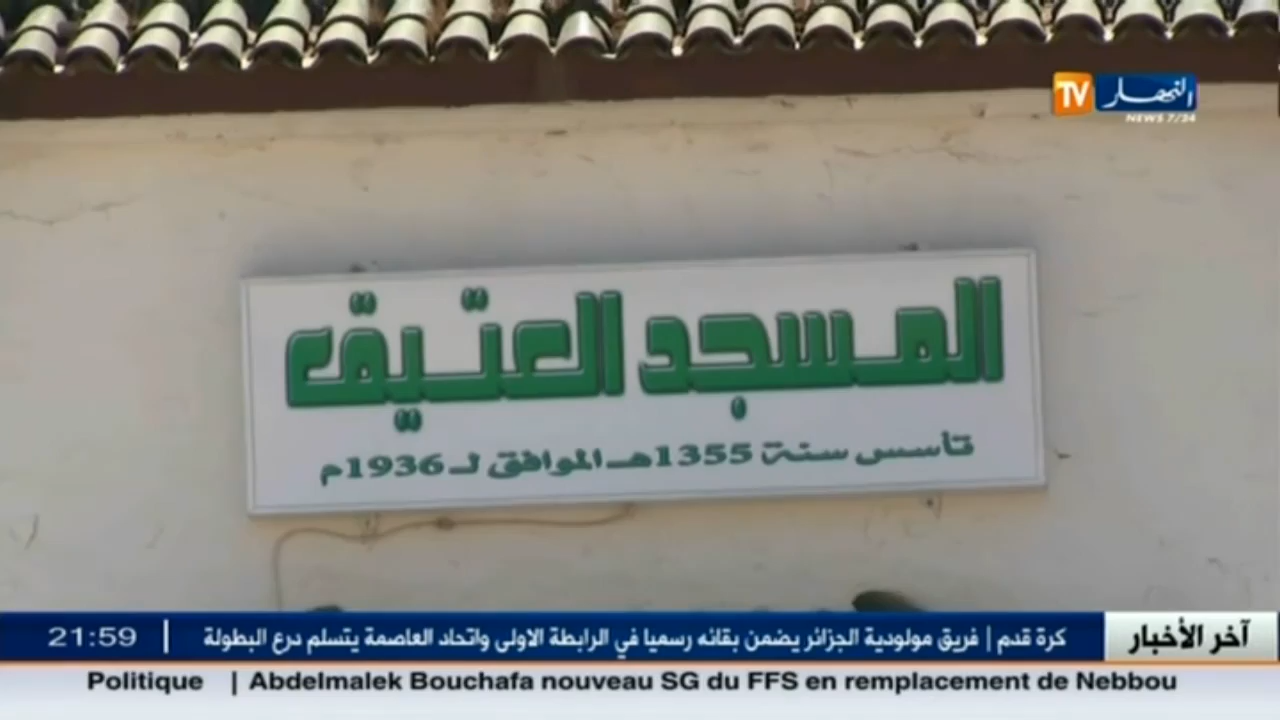 TV النهار
NEWS 7/24
المسجد العتيق
تأسس سنة 1355هـ الموافق لـ 1936م
آخر الأخبار
كرة قدم | فريق مولودية الجزائر يضمن بقائه رسميا في الرابطة الاولى واتحاد العاصمة يتسلم درع البطولة
21:59
Politique | Abdelmalek Bouchafa nouveau SG du FFS en remplacement de Nebbou